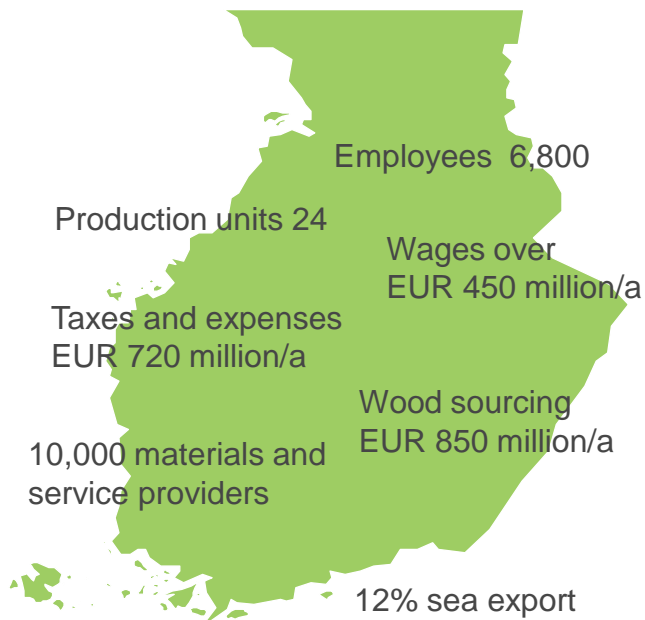 Employees 6,800
Production units 24
Wages over
EUR 450 million/a
Taxes and expenses
EUR 720 million/a
Wood sourcing
EUR 850 million/a
10,000 materials and
service providers
12% sea export